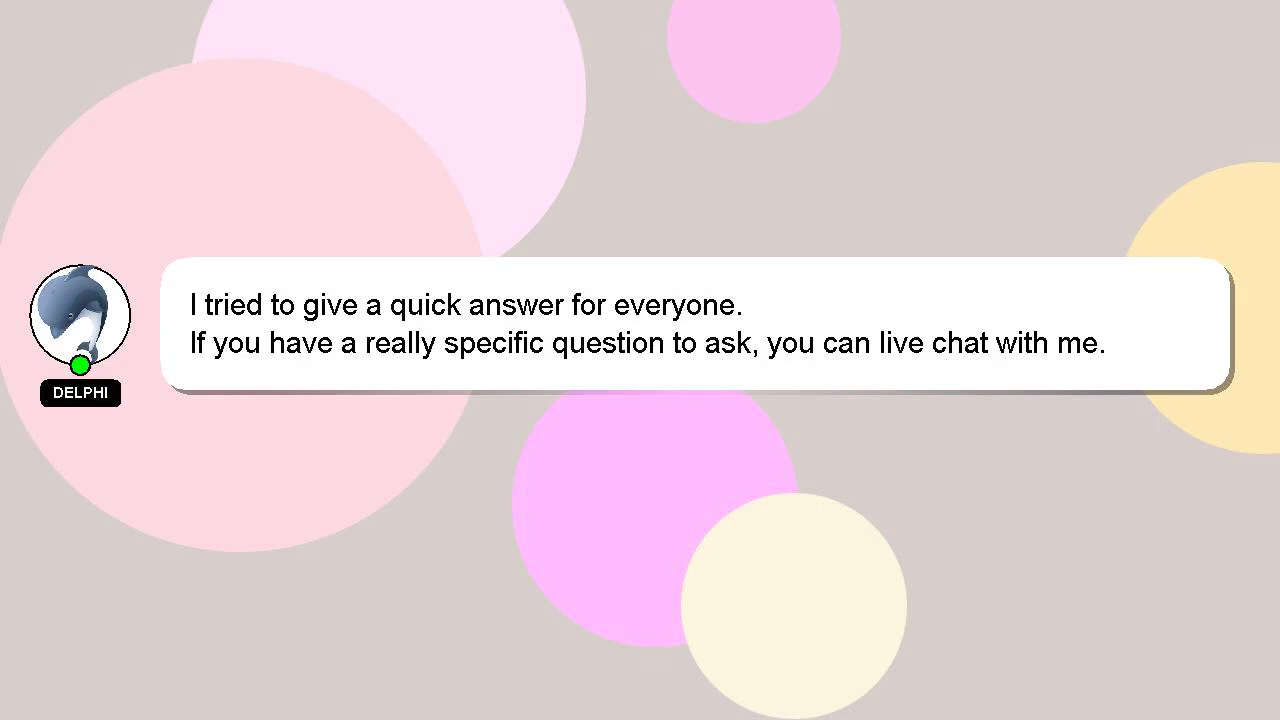 I tried to give a quick answer for everyone.
If you have a really specific question to ask, you can live chat with me.
DELPHI